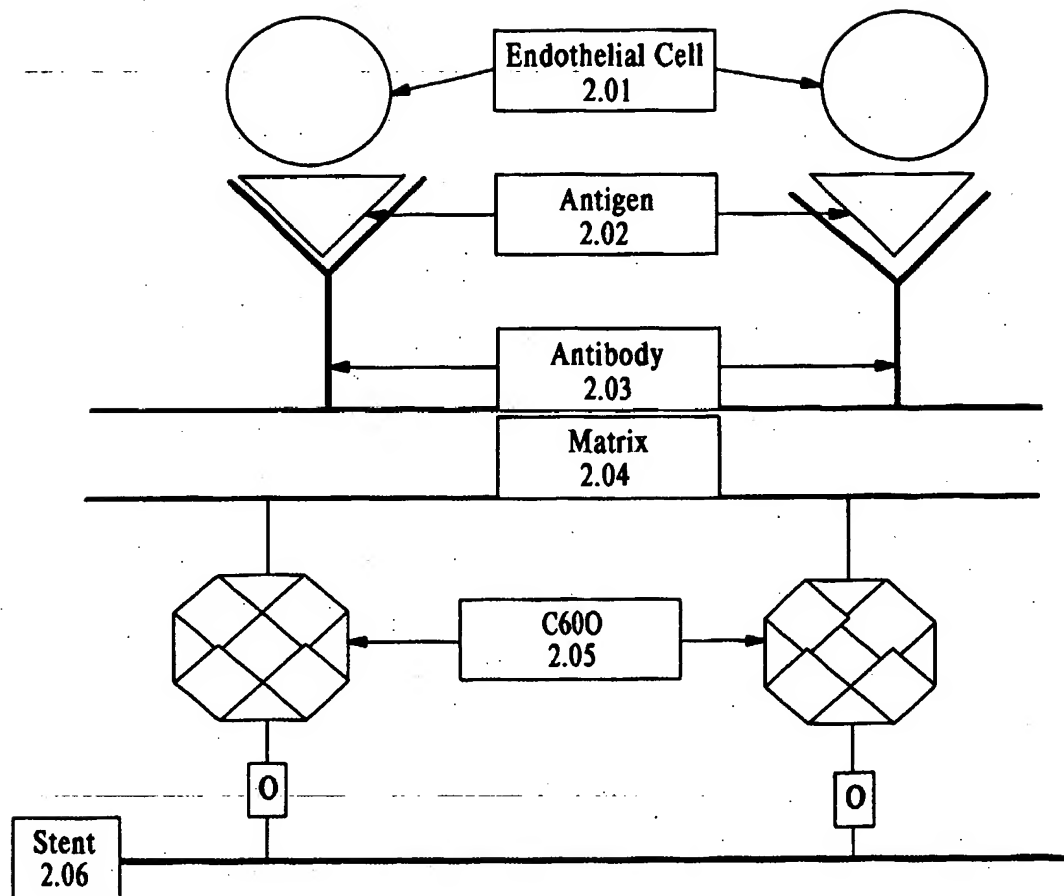 Endothelial Cell
2.01
Antigen
2.02
Antibody
2.03
Matrix
2.04
C60O
2.05
O
O
Stent
2.06